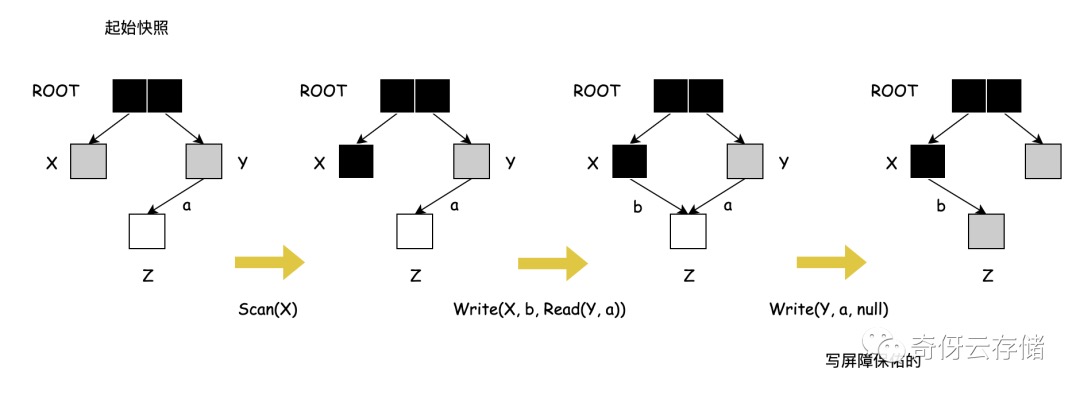 起始快照
ROOT
X
Y
a
Z
Scan(X)
ROOT
X
Y
a
Z
Write(X, b, Read(Y, a))
ROOT
X
Y
b
a
Z
Write(Y, a, null)
ROOT
X
b
Z
写屏障保 的
奇伢云存储